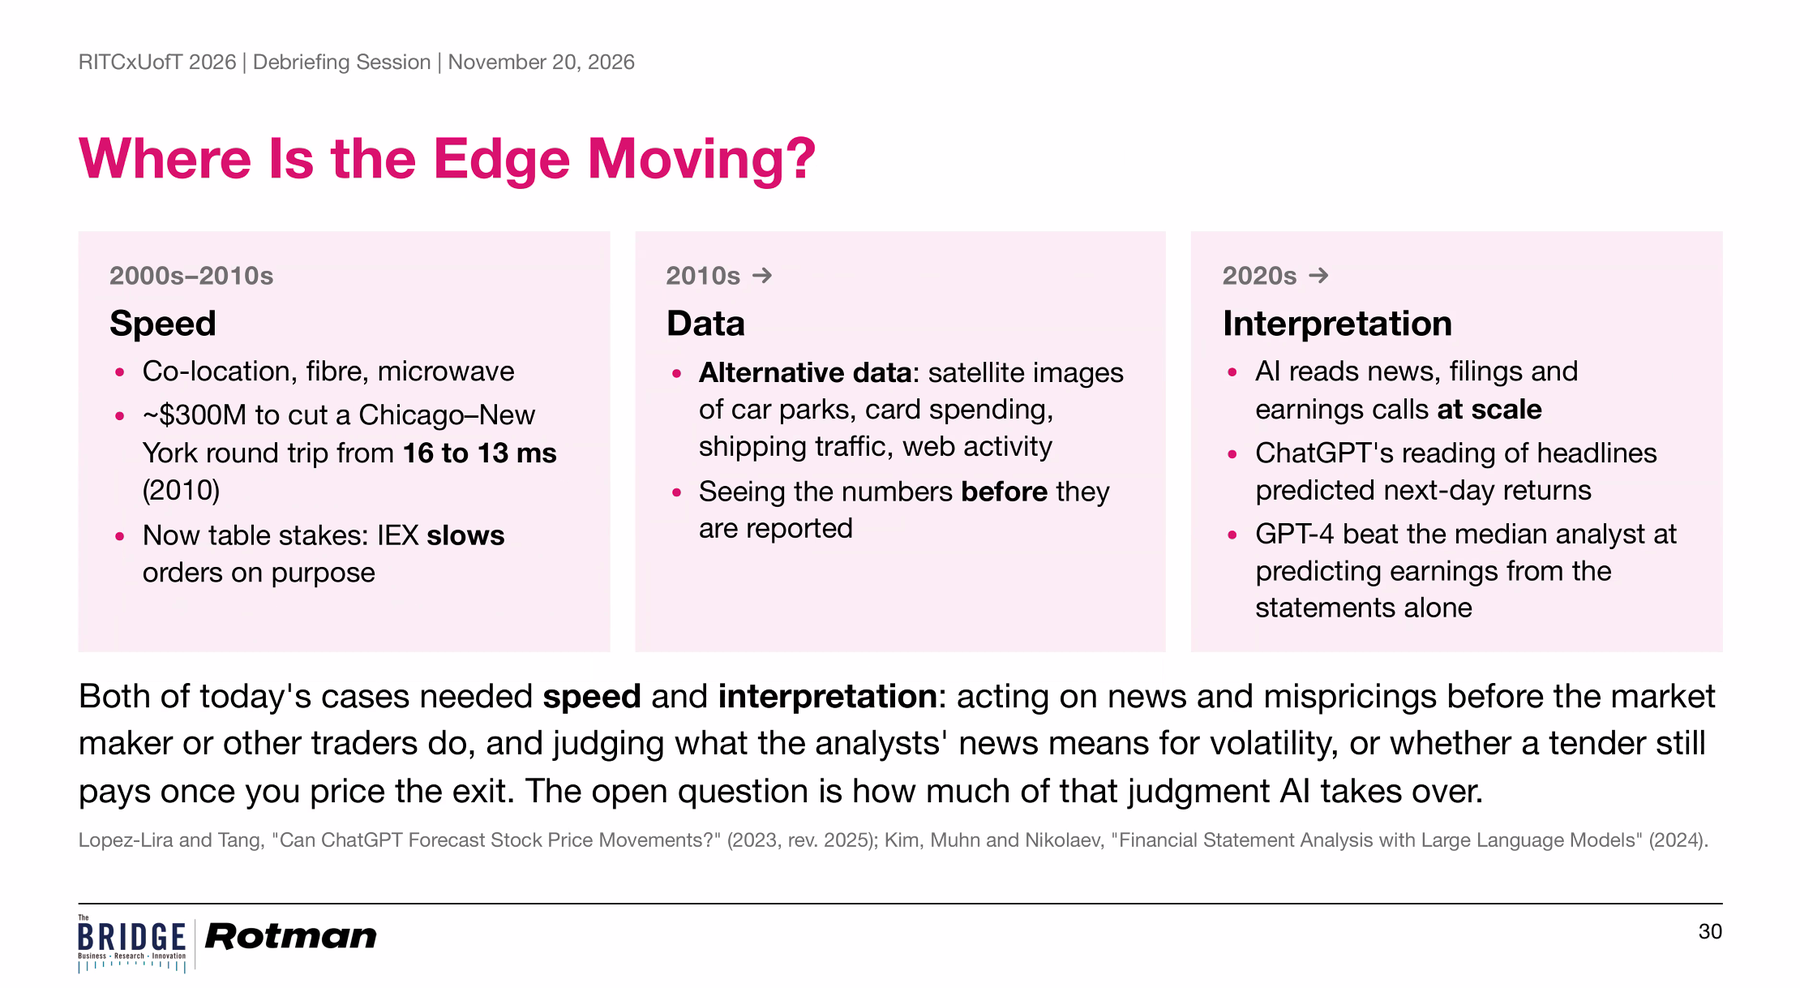 RITCxUofT 2026 | Debriefing Session | November 20, 2026
Where Is the Edge Moving?
2000s–2010s
Speed
• Co-location, fibre, microwave
• ~$300M to cut a Chicago–New
York round trip from 16 to 13 ms
(2010)
• Now table stakes: IEX slows
orders on purpose
2010s →
Data
• Alternative data: satellite images
of car parks, card spending,
shipping traffic, web activity
• Seeing the numbers before they
are reported
2020s →
Interpretation
• AI reads news, filings and
earnings calls at scale
• ChatGPT's reading of headlines
predicted next-day returns
• GPT-4 beat the median analyst at
predicting earnings from the
statements alone
Both of today's cases needed speed and interpretation: acting on news and mispricings before the market
maker or other traders do, and judging what the analysts' news means for volatility, or whether a tender still
pays once you price the exit. The open question is how much of that judgment AI takes over.
Lopez-Lira and Tang, "Can ChatGPT Forecast Stock Price Movements?" (2023, rev. 2025); Kim, Muhn and Nikolaev, "Financial Statement Analysis with Large Language Models" (2024).
The
BRIDGE
Business • Research • Innovation
Rotman
30